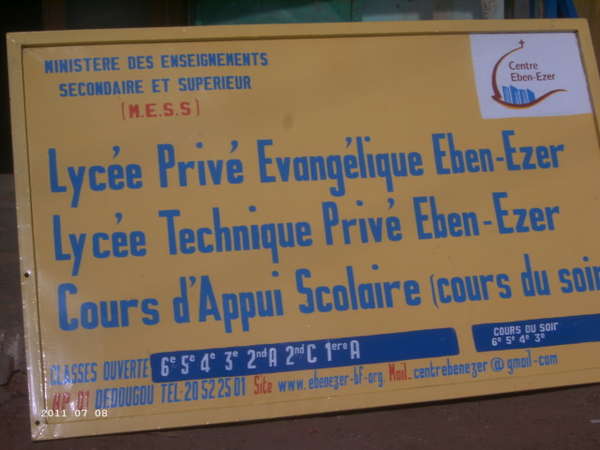 MINISTERE DES ENSEIGNEMENTS
SECONDAIRE ET SUPERIEUR
(M.E.S.S)
Centre
Eben-Ezer
Lycée Privé Evangélique Eben-Ezer
Lycée Technique Privé Eben-Ezer
Cours d'Appui Scolaire (cours du soir
CLASSES OUVERTE 6e 5e 4e 3e 2nd A 2nd C 1ere A
COURS DU SOIR
6e 5e 4e 3e
01 DEDOUGOU TEL: 20 52 25 01 Site www.ebenezer-bf-org. Mail_centrebenezer@gmail-com
2011 07 08